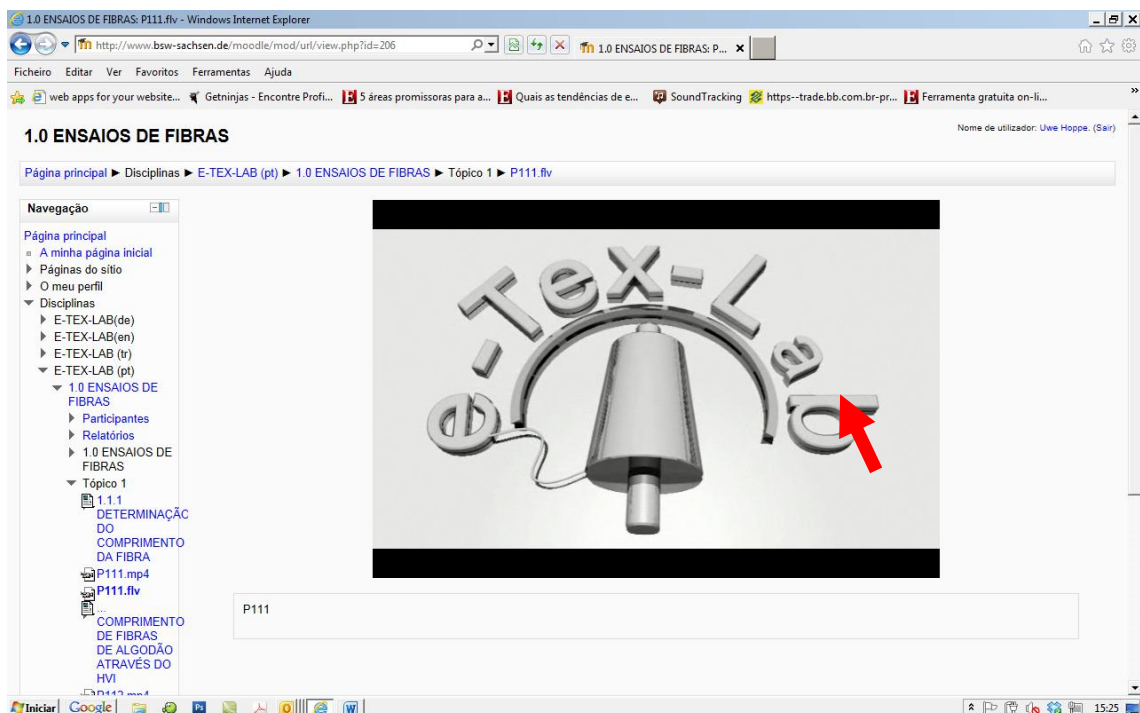 1.0 ENSAIOS DE FIBRAS: P111.flv - Windows Internet Explorer
http://www.bsw-sachsen.de/moodle/mod/url/view.php?id=206
1.0 ENSAIOS DE FIBRAS: P...
Ficheiro Editar Ver Favoritos Ferramentas Ajuda
web apps for your website... Getninjas - Encontre Profi... 5 áreas promissoras para a... Quais as tendências de e... SoundTracking https--trade.bb.com.br-pr... Ferramenta gratuita on-li...
1.0 ENSAIOS DE FIBRAS
Nome de utilizador: Uwe Hoppe. (Sair)
Página principal ► Disciplinas ► E-TEX-LAB (pt) ► 1.0 ENSAIOS DE FIBRAS ► Tópico 1 ► P111.flv
Navegação
Página principal
A minha página inicial
Páginas do sítio
O meu perfil
Disciplinas
E-TEX-LAB(de)
E-TEX-LAB(en)
E-TEX-LAB (tr)
E-TEX-LAB (pt)
1.0 ENSAIOS DE
FIBRAS
Participantes
Relatórios
1.0 ENSAIOS DE
FIBRAS
Tópico 1
1.1.1
DETERMINAÇÃO
DO
COMPRIMENTO
DA FIBRA
P111.mp4
P111.flv
...
COMPRIMENTO
DE FIBRAS
DE ALGODÃO
ATRAVÉS DO
HVI
P112.mp4
e-Tex-Lab
P111
Iniciar Google 15:25